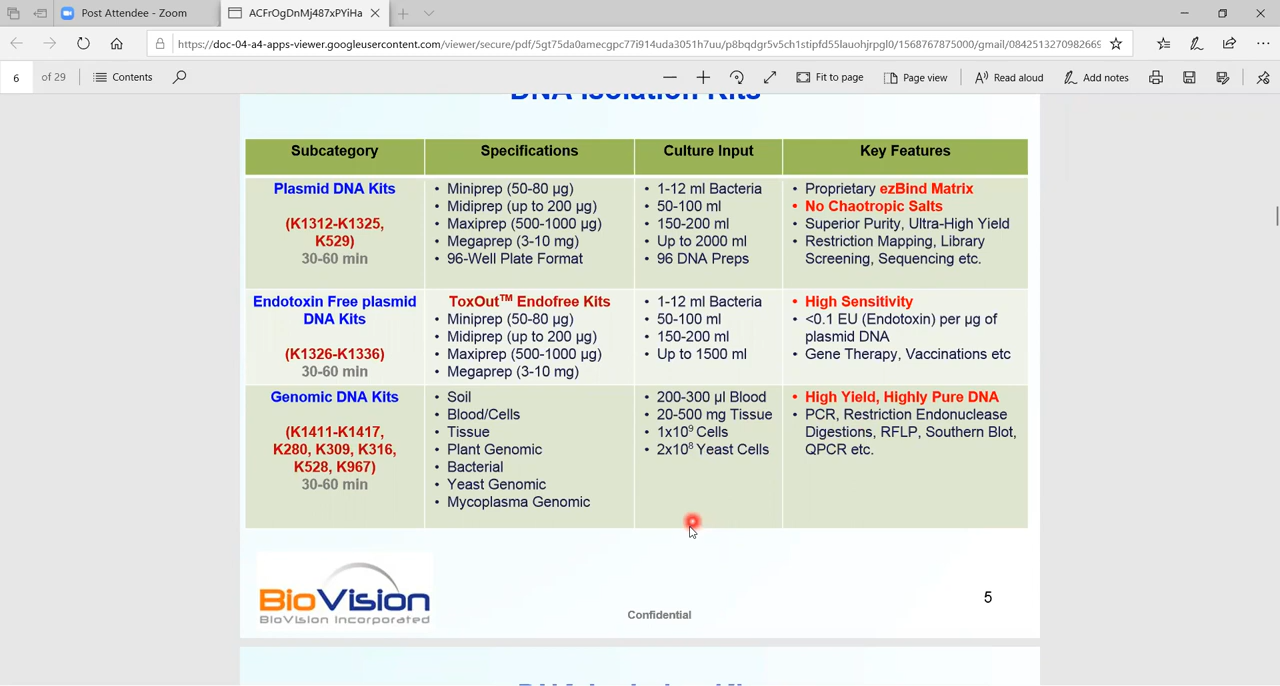 Post Attendee - Zoom
ACFrOgDnMj487xPYiHa
https://doc-04-a4-apps-viewer.googleusercontent.com/viewer/secure/pdf/5gt75da0amecgpc77i914uda3051h7uu/p8bqdgr5v5ch1stipfd55lauohjrpgl0/1568767875000/gmail/0842513270982669
6 of 29 Contents Fit to page Page view Read aloud Add notes
DNA Isolation Kits
Subcategory Specifications Culture Input Key Features
Plasmid DNA Kits
(K1312-K1325,
K529)
30-60 min
• Miniprep (50-80 µg)
• Midiprep (up to 200 µg)
• Maxiprep (500-1000 µg)
• Megaprep (3-10 mg)
• 96-Well Plate Format
• 1-12 ml Bacteria
• 50-100 ml
• 150-200 ml
• Up to 2000 ml
• 96 DNA Preps
• Proprietary ezBind Matrix
• No Chaotropic Salts
• Superior Purity, Ultra-High Yield
• Restriction Mapping, Library
Screening, Sequencing etc.
Endotoxin Free plasmid
DNA Kits
(K1326-K1336)
30-60 min
ToxOut™ Endofree Kits
• Miniprep (50-80 µg)
• Midiprep (up to 200 µg)
• Maxiprep (500-1000 µg)
• Megaprep (3-10 mg)
• 1-12 ml Bacteria
• 50-100 ml
• 150-200 ml
• Up to 1500 ml
• High Sensitivity
• <0.1 EU (Endotoxin) per µg of
plasmid DNA
• Gene Therapy, Vaccinations etc
Genomic DNA Kits
(K1411-K1417,
K280, K309, K316,
K528, K967)
30-60 min
• Soil
• Blood/Cells
• Tissue
• Plant Genomic
• Bacterial
• Yeast Genomic
• Mycoplasma Genomic
• 200-300 µl Blood
• 20-500 mg Tissue
• 1x10⁹ Cells
• 2x10⁸ Yeast Cells
• High Yield, Highly Pure DNA
• PCR, Restriction Endonuclease
Digestions, RFLP, Southern Blot,
QPCR etc.
BioVision
BioVision Incorporated
Confidential
5